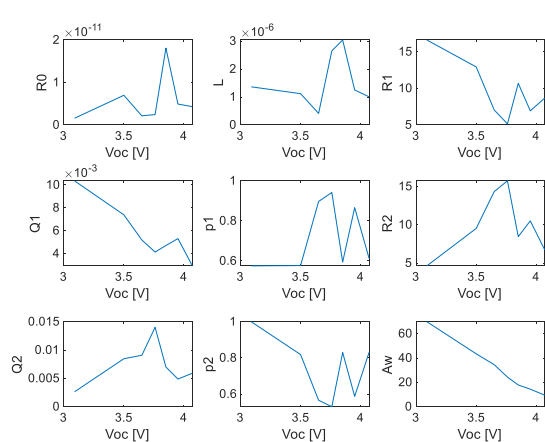 ×10-11
2
1
0
R0
3 3.5 4
Voc [V]
×10-6
3
2
1
0
L
3 3.5 4
Voc [V]
15
10
5
R1
3 3.5 4
Voc [V]
×10-3
10
8
6
4
Q1
3 3.5 4
Voc [V]
1
0.8
0.6
p1
3 3.5 4
Voc [V]
15
10
5
R2
3 3.5 4
Voc [V]
0.015
0.01
0.005
0
Q2
3 3.5 4
Voc [V]
1
0.8
0.6
p2
3 3.5 4
Voc [V]
60
40
20
0
Aw
3 3.5 4
Voc [V]